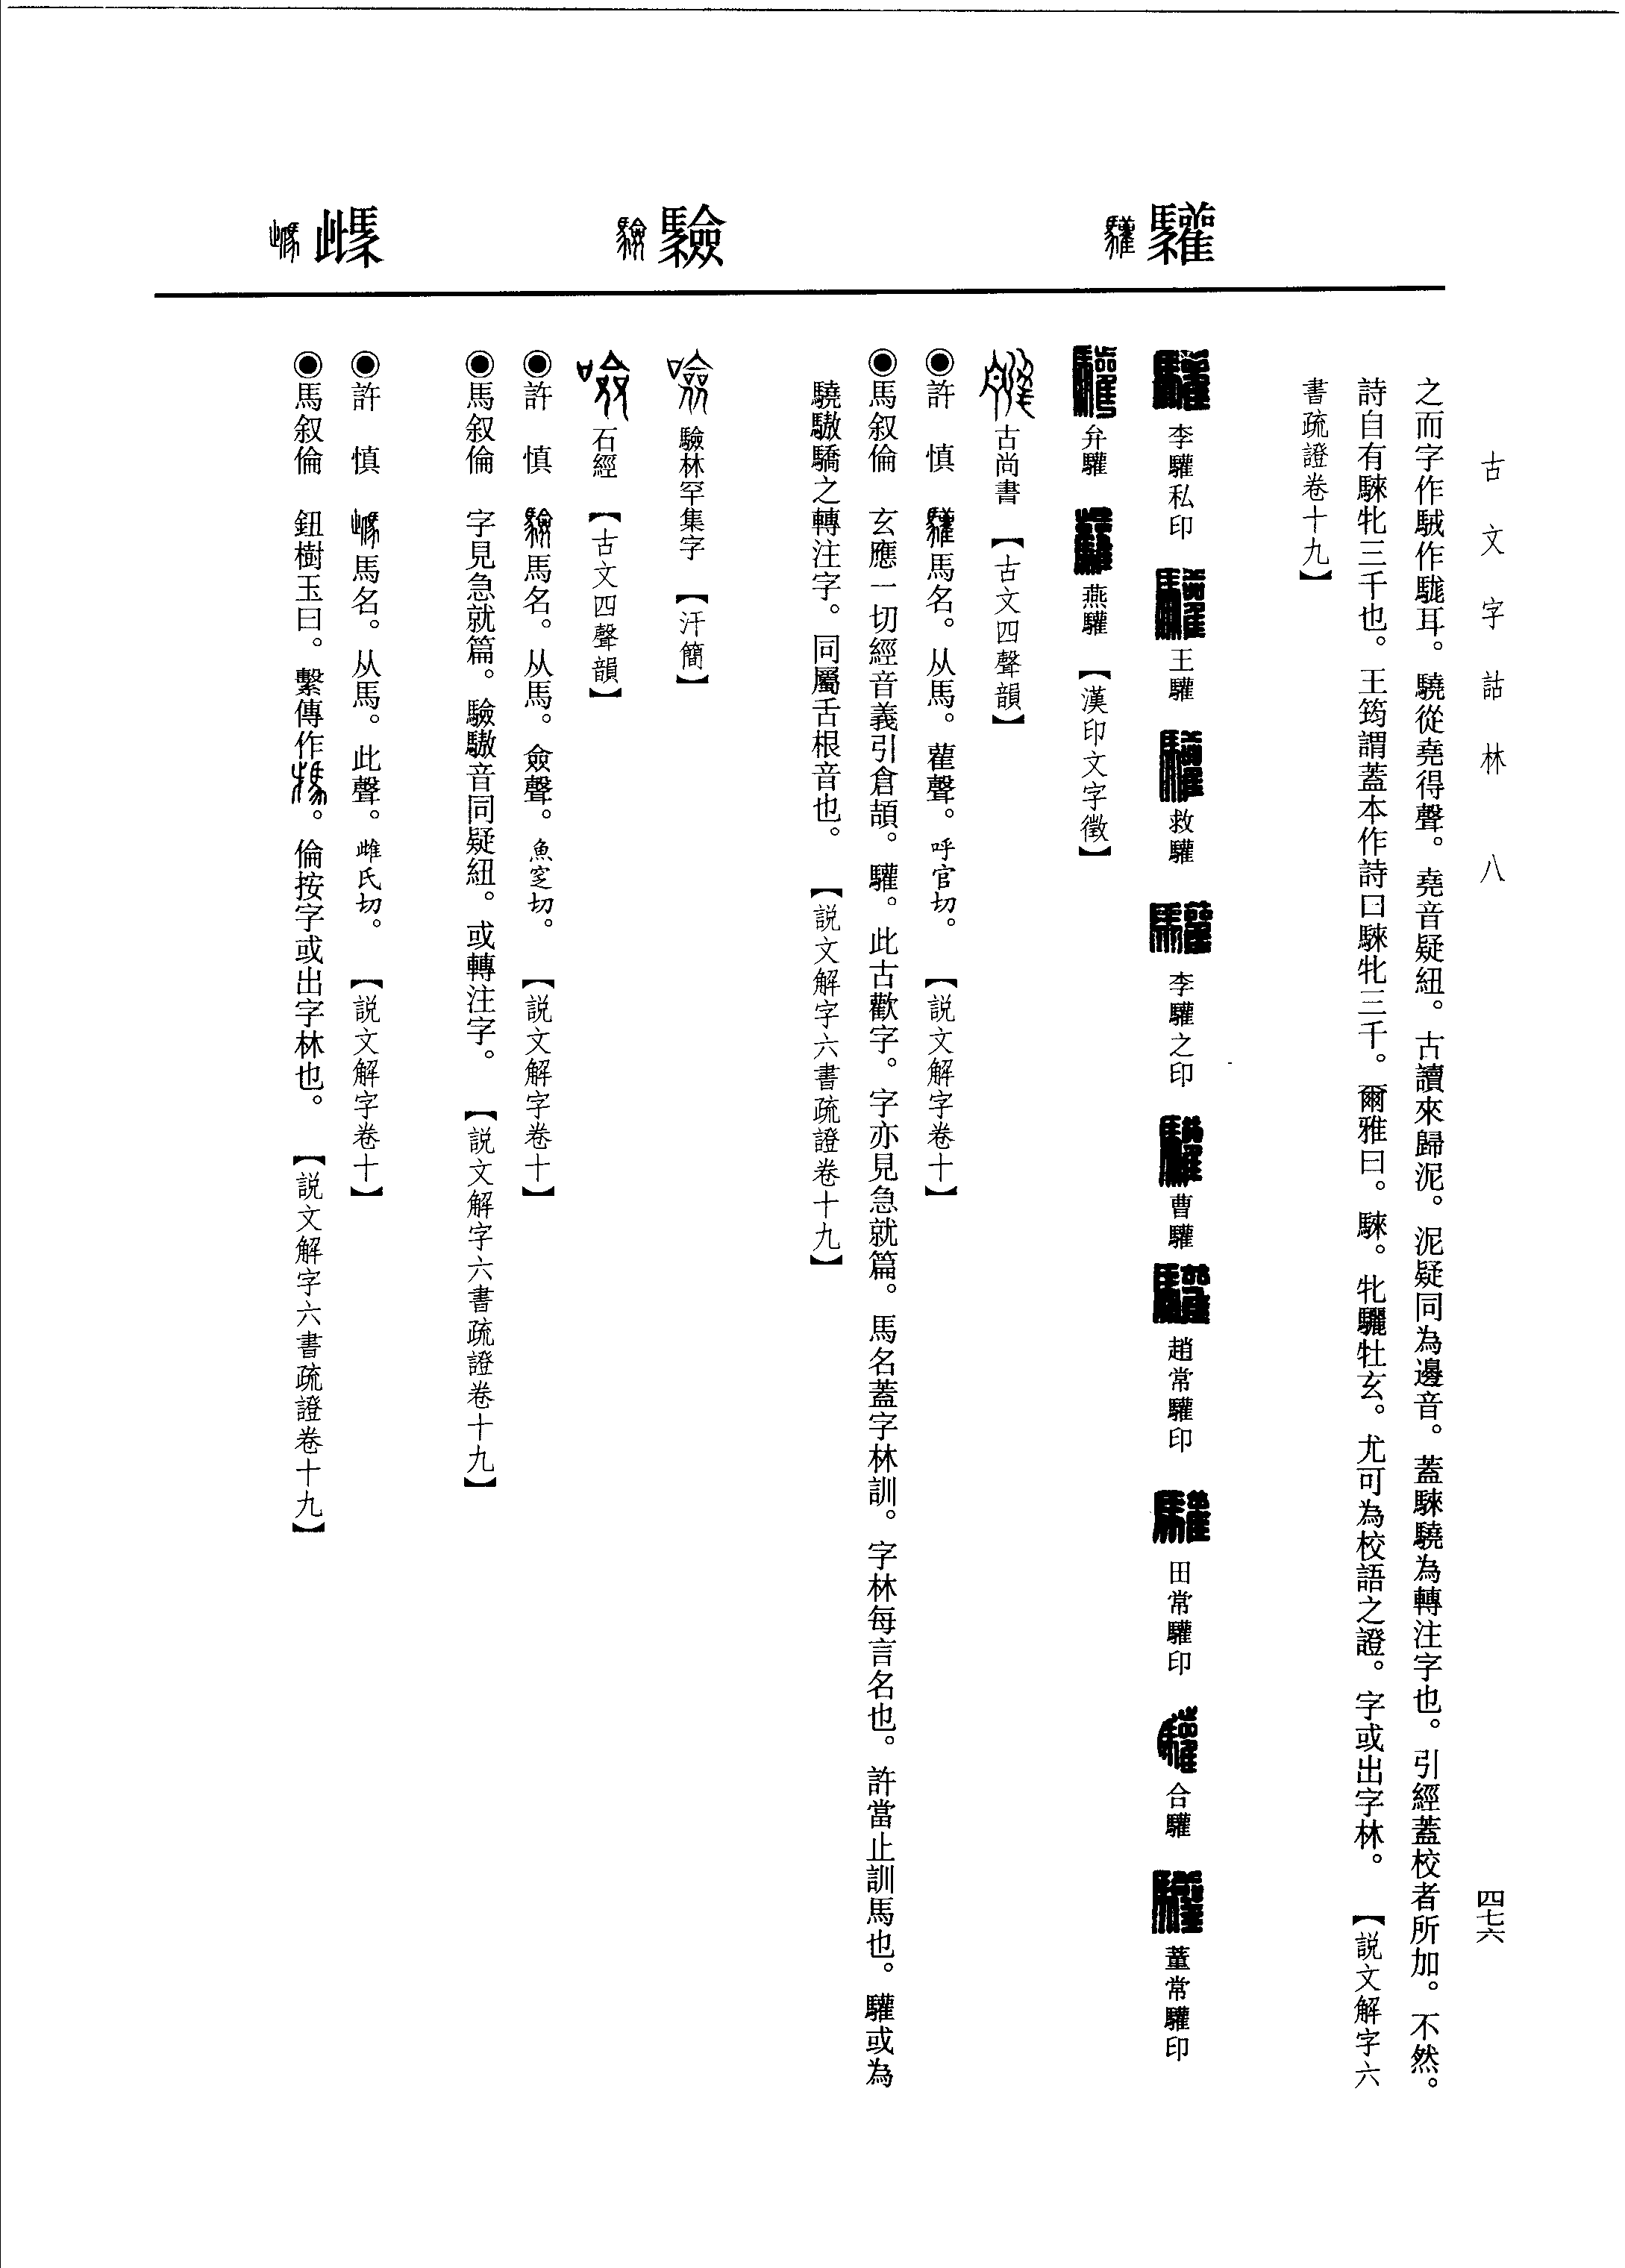 古文字詁林　八
四七六
之而字作駥作駹耳。驍從堯得聲。堯音疑紐。古讀來歸泥。泥疑同為邊音。蓋騋驍為轉注字也。引經蓋校者所加。不然。
詩自有騋牝三千也。王筠謂蓋本作詩曰騋牝三千。爾雅曰。騋。牝驪牡玄。尤可為校語之證。字或出字林。【説文解字六
書疏證卷十九】
驩
李驩私印　王驩　救驩　李驩之印　曹驩　趙常驩印　田常驩印　合驩　董常驩印
弁驩　燕驩　【漢印文字徵】
古尚書　【古文四聲韻】
◉許　慎　馬名。从馬。雚聲。呼官切。　【説文解字卷十】
◉馬叙倫　玄應一切經音義引倉頡。驩。此古歡字。字亦見急就篇。馬名蓋字林訓。字林每言名也。許當止訓馬也。驩或為
驍驐驕之轉注字。同屬舌根音也。　【説文解字六書疏證卷十九】
驗
驗林罕集字　【汗簡】
石經　【古文四聲韻】
◉許　慎　馬名。从馬。僉聲。魚窆切。　【説文解字卷十】
◉馬叙倫　字見急就篇。驗驐音同疑紐。或轉注字。　【説文解字六書疏證卷十九】
◉許　慎　馬名。从馬。此聲。雌氏切。　【説文解字卷十】
◉馬叙倫　鈕樹玉曰。繫傳作。倫按字或出字林也。　【説文解字六書疏證卷十九】